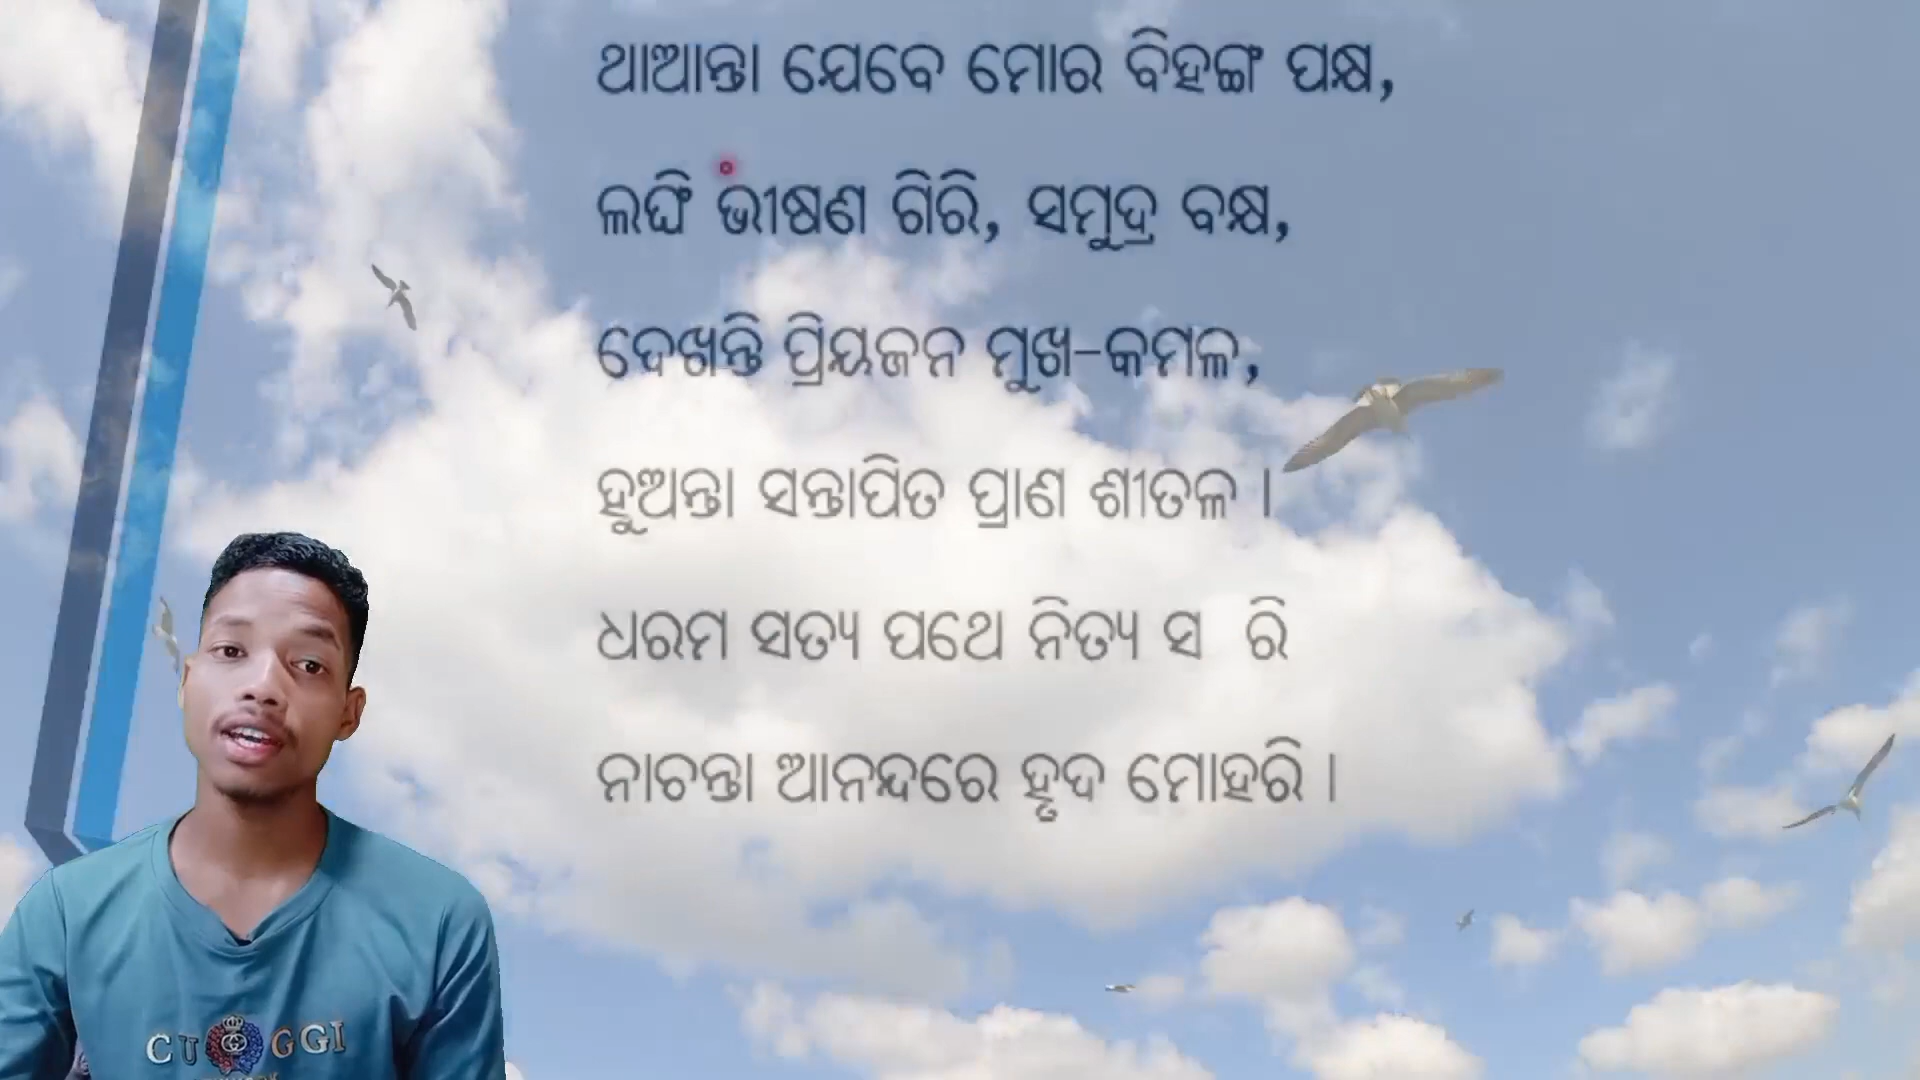 ଥାଆନ୍ତା ଯେବେ ମୋର ବିହଙ୍ଗ ପକ୍ଷ,
ଲଙ୍ଘି ଭୀଷଣ ଗିରି, ସମୁଦ୍ର ବକ୍ଷ,
ଦେଖନ୍ତି ପ୍ରିୟଜନ ମୁଖ-କମଳ,
ହୁଅନ୍ତା ସନ୍ତାପିତ ପ୍ରାଣ ଶୀତଳ ।
ଧରମ ସତ୍ୟ ପଥେ ନିତ୍ୟ ସ  ରି
ନାଚନ୍ତା ଆନନ୍ଦରେ ହୃଦ ମୋହରି ।
CU GGI